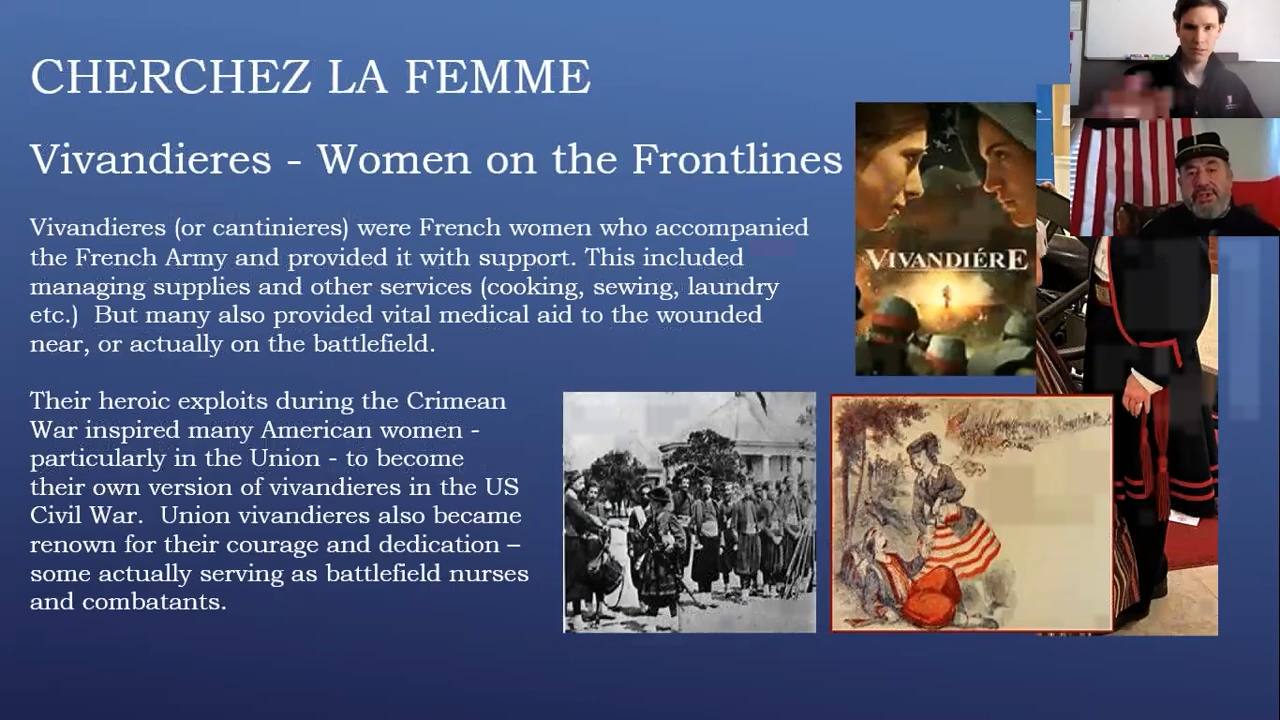 CHERCHEZ LA FEMME
Vivandieres - Women on the Frontlines
Vivandieres (or cantinieres) were French women who accompanied
the French Army and provided it with support. This included
managing supplies and other services (cooking, sewing, laundry
etc.)  But many also provided vital medical aid to the wounded
near, or actually on the battlefield.
Their heroic exploits during the Crimean
War inspired many American women -
particularly in the Union - to become
their own version of vivandieres in the US
Civil War.  Union vivandieres also became
renown for their courage and dedication –
some actually serving as battlefield nurses
and combatants.
VIVANDIÉRE